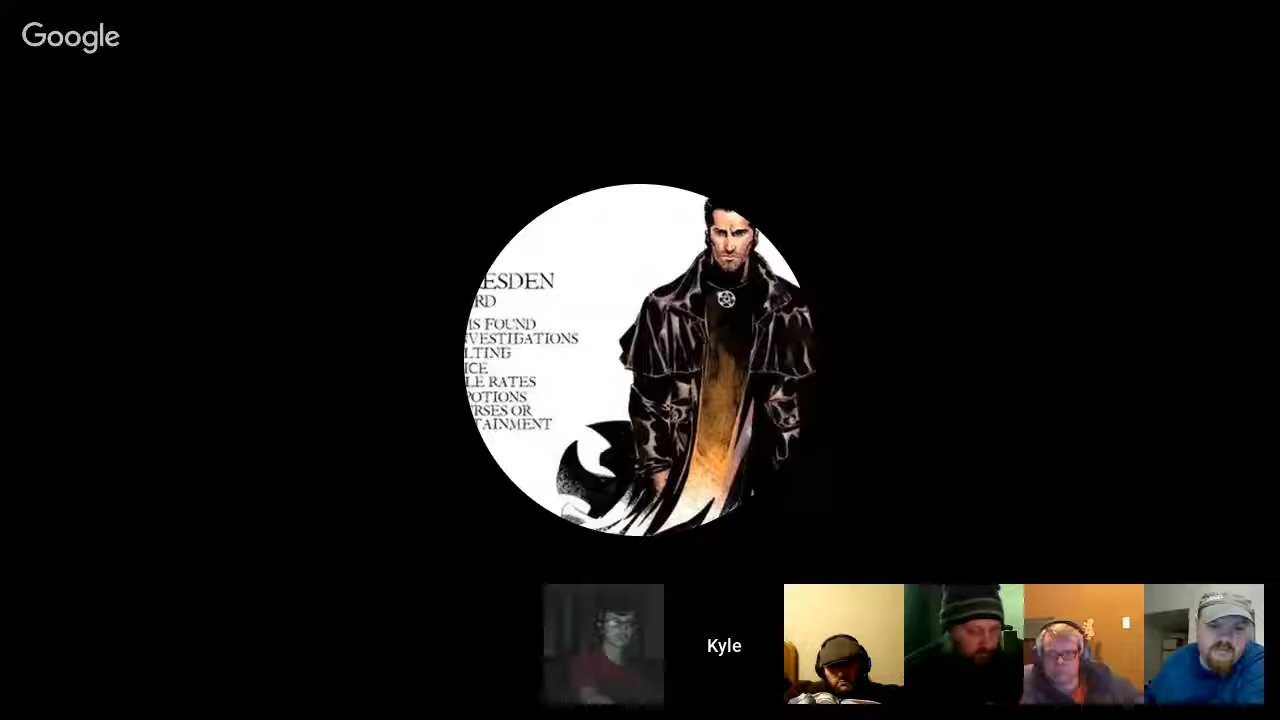 Google
ESDEN
RD
IS FOUND
VESTIGATIONS
LTING
ICE
LE RATES
POTIONS
RSES OR
TAINMENT
Kyle